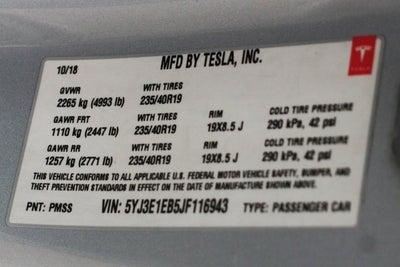 MFD BY TESLA, INC.
TESLA
10/18
GVWR WITH TIRES
2265 kg (4993 lb) 235/40R19
GAWR FRT WITH TIRES RIM COLD TIRE PRESSURE
1110 kg (2447 lb) 235/40R19 19X8.5 J 290 kPa, 42 psi
GAWR RR WITH TIRES RIM COLD TIRE PRESSURE
1257 kg (2771 lb) 235/40R19 19X8.5 J 290 kPa, 42 psi
THIS VEHICLE CONFORMS TO ALL APPLICABLE U.S. FEDERAL MOTOR VEHICLE SAFETY, BUMPER, AND
THEFT PREVENTION STANDARDS IN EFFECT ON THE DATE OF MANUFACTURE SHOWN ABOVE.
PNT: PMSS VIN: 5YJ3E1EB5JF116943 TYPE: PASSENGER CAR